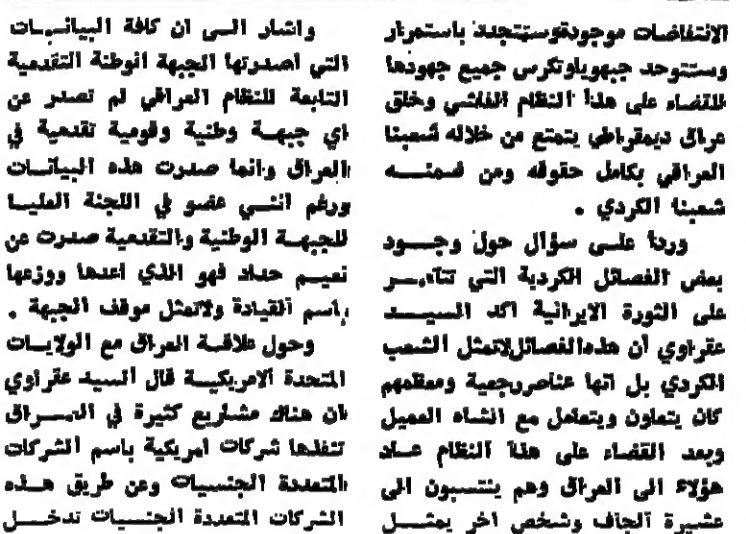 الانتفاضات موجودةوستتجدد باستمرار
وستتوحد جبهوياوتكرس جميع جهودها
للقضاء على هذا النظام الفاشي وخلق
عراق ديمقراطي يتمتع من خلاله شعبنا
العراقي بكامل حقوقه ومن ضمنه
شعبنا الكردي .
وردا على سؤال حول وجود
بعض الفصائل الكردية التي تتآمر
على الثورة الايرانية اكد السيد
عقراوي أن هذهالفصائللاتمثل الشعب
الكردي بل انها عناصررجعية ومعظمهم
كان يتعاون ويتعامل مع الشاه العميل
وبعد القضاء على هذا النظام عاد
هؤلاء الى العراق وهم ينتسبون الى
عشيرة الجاف وشخص اخر يمثل
واشار الى ان كافة البيانات
التي اصدرتها الجبهة الوطنة التقدمية
التابعة للنظام العراقي لم تصدر عن
اي جبهة وطنية وقومية تقدمية في
العراق وانما صدرت هذه البيانات
ورغم انني عضو في اللجنة العليا
للجبهة الوطنية والتقدمية صدرت عن
نعيم حداد فهو الذي اعدها ووزعها
باسم القيادة ولاتمثل موقف الجبهة .
وحول علاقة العراق مع الولايات
المتحدة الامريكية قال السيد عقراوي
ان هناك مشاريع كثيرة في العراق
تنفذها شركات امريكية باسم الشركات
المتعددة الجنسيات وعن طريق هذه
الشركات المتعددة الجنسيات تدخل